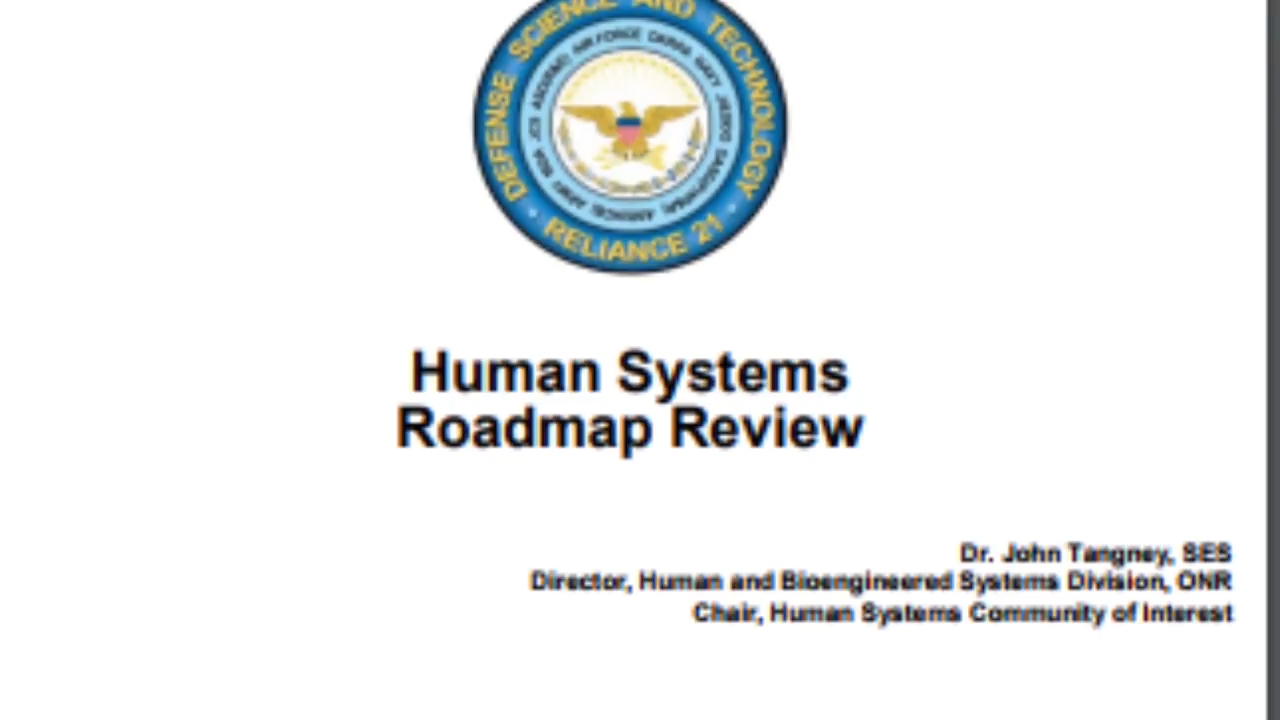 DEFENSE SCIENCE AND TECHNOLOGY
RELIANCE 21
Human Systems
Roadmap Review
Dr. John Tangney, SES
Director, Human and Bioengineered Systems Division, ONR
Chair, Human Systems Community of Interest